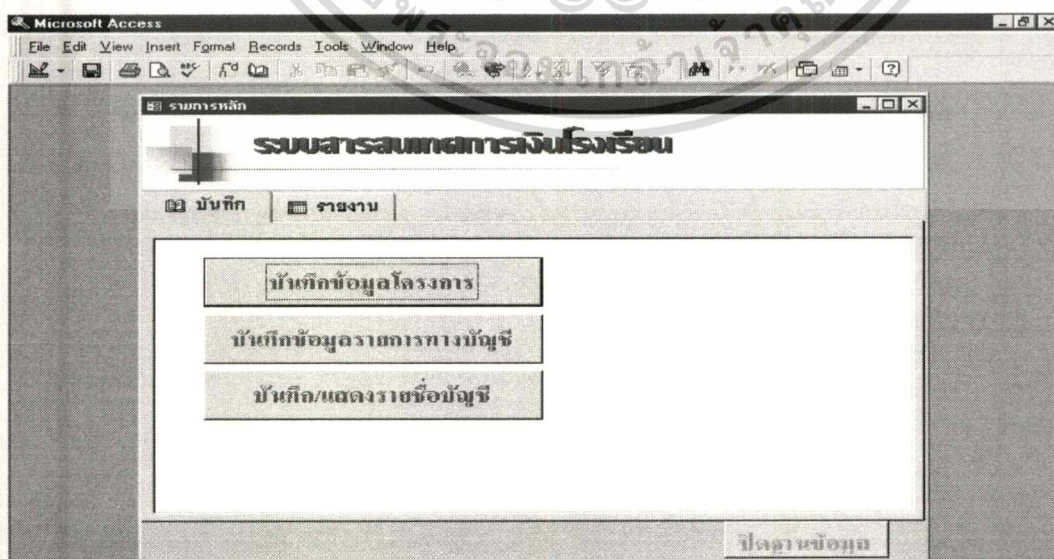 Microsoft Access
File Edit View Insert Format Records Tools Window Help
รายการหลัก
ระบบสารสนเทศการเงินโรงเรียน
บันทึก รายงาน
บันทึกข้อมูลโครงการ
บันทึกข้อมูลรายการทางบัญชี
บันทึก/แสดงรายชื่อบัญชี
ปิดฐานข้อมูล